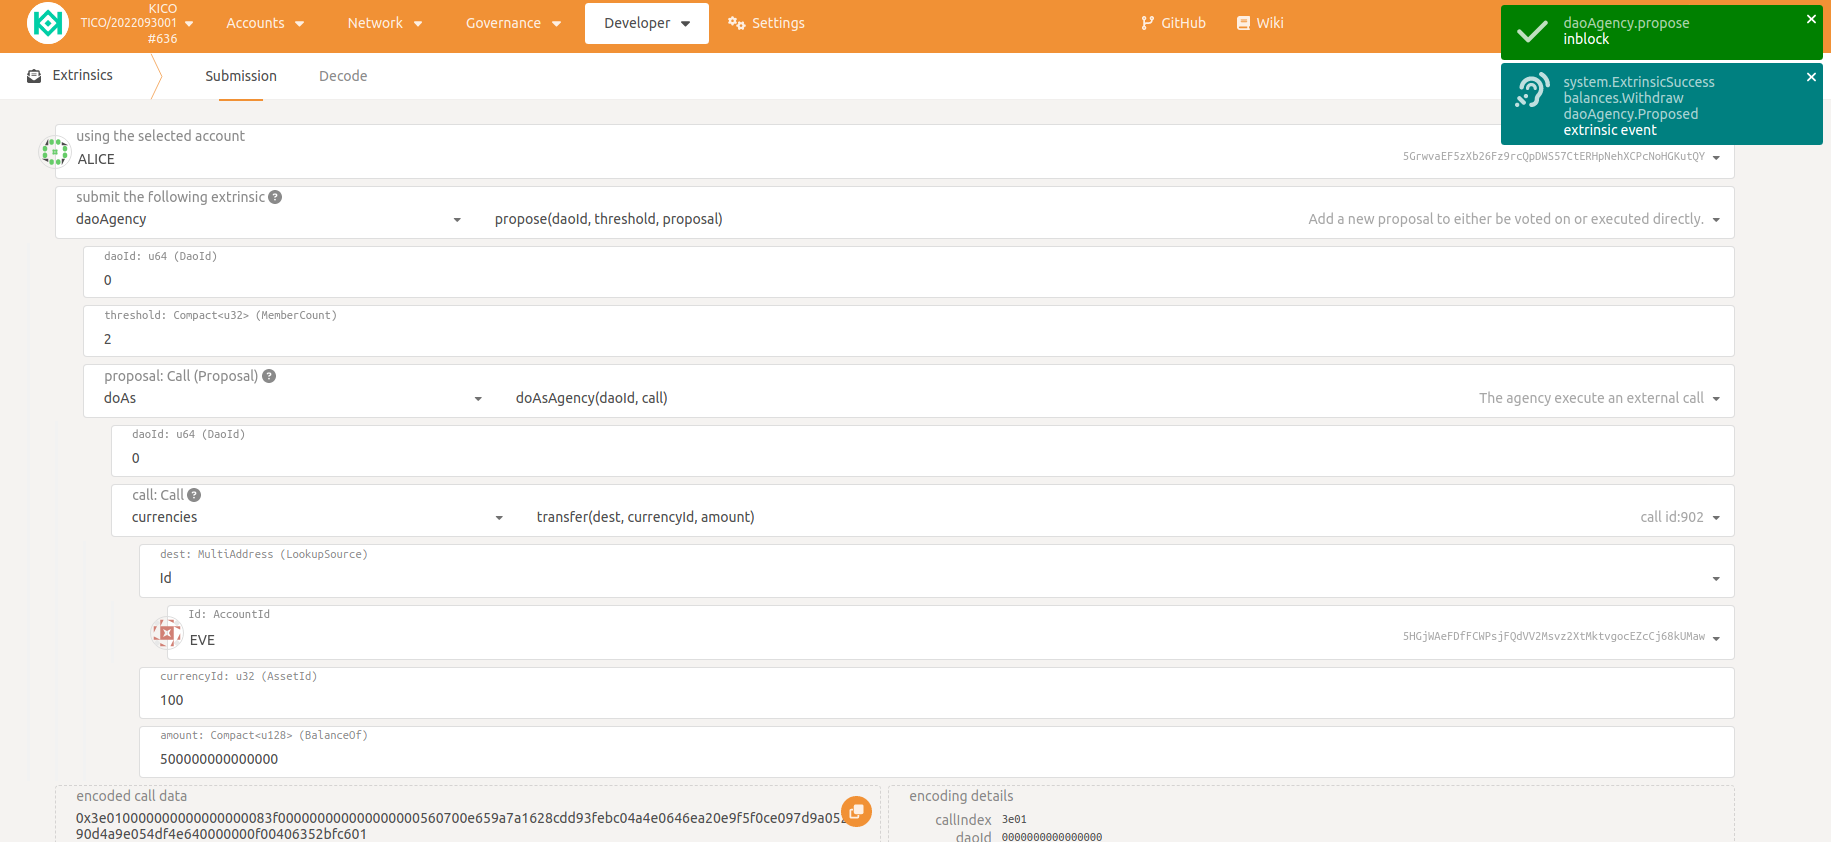 KICO
TICO/2022093001
#636
Accounts
Network
Governance
Developer
Settings
GitHub
Wiki
daoAgency.propose
inblock
system.ExtrinsicSuccess
balances.Withdraw
daoAgency.Proposed
extrinsic event
Extrinsics
Submission
Decode
using the selected account
ALICE
5GrwvaEF5zXb26Fz9rcQpDWS57CtERHpNehXCPcNoHGKutQY
submit the following extrinsic
daoAgency
propose(daoId, threshold, proposal)
Add a new proposal to either be voted on or executed directly.
daoId: u64 (DaoId)
0
threshold: Compact<u32> (MemberCount)
2
proposal: Call (Proposal)
doAs
doAsAgency(daoId, call)
The agency execute an external call
daoId: u64 (DaoId)
0
call: Call
currencies
transfer(dest, currencyId, amount)
call id:902
dest: MultiAddress (LookupSource)
Id
Id: AccountId
EVE
5HGjWAeFDfFCWPsjFQdVV2Msvz2XtMktvgocEZcCj68kUMaw
currencyId: u32 (AssetId)
100
amount: Compact<u128> (BalanceOf)
500000000000000
encoded call data
90d4a9e054df4e640000000f00406352bfc601
encoding details
callIndex 3e01
daoId 0000000000000000